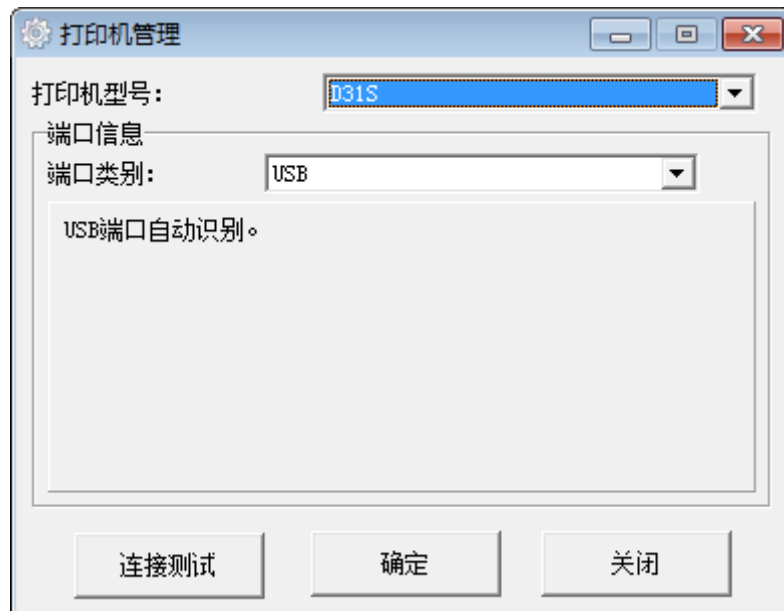 打印机管理
打印机型号: D31S
端口信息
端口类别: USB
USB端口自动识别。
连接测试 确定 关闭